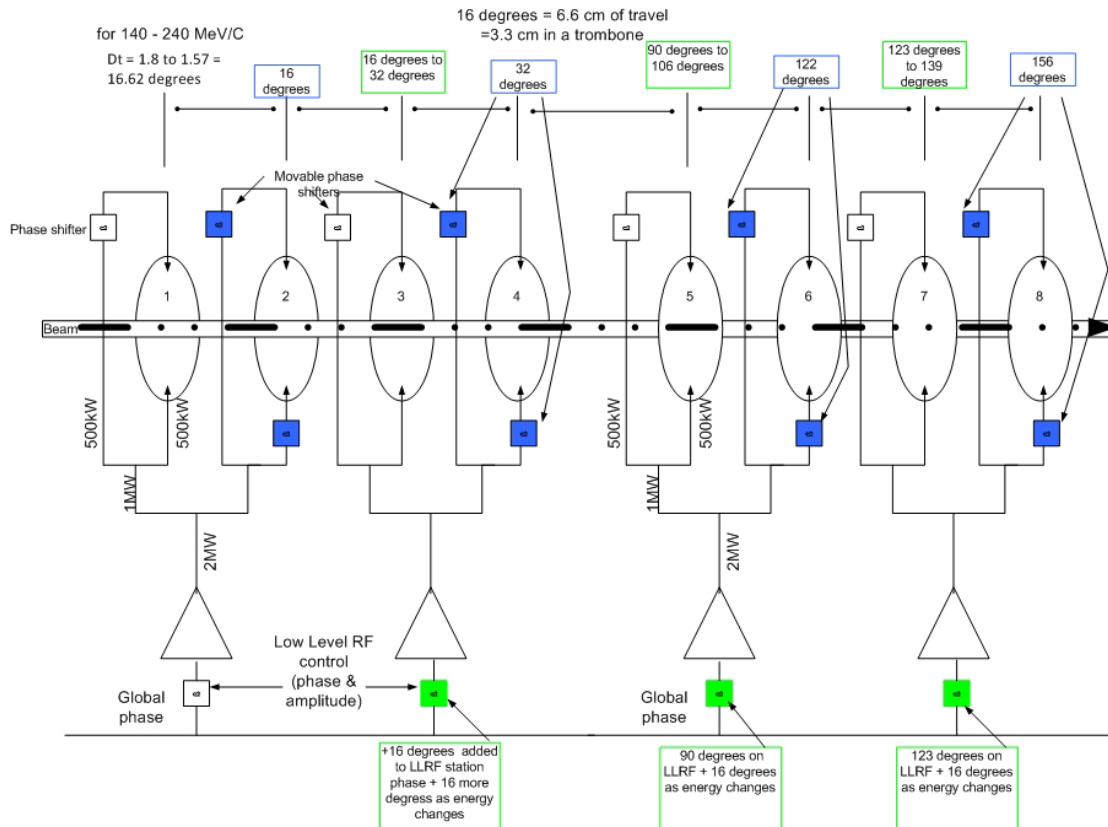 16 degrees = 6.6 cm of travel
=3.3 cm in a trombone
for 140 - 240 MeV/C
Dt = 1.8 to 1.57 =
16.62 degrees
16
degrees
16 degrees to
32 degrees
32
degrees
90 degrees to
106 degrees
122
degrees
123 degrees
to 139
degrees
156
degrees
Movable phase
shifters
Phase shifter
1
2
3
4
5
6
7
8
Beam
500kW
500kW
500kW
500kW
1MW
1MW
2MW
2MW
Low Level RF
control
(phase &
amplitude)
Global
phase
Global
phase
+16 degrees added
to LLRF station
phase + 16 more
degress as energy
changes
90 degrees on
LLRF + 16 degrees
as energy changes
123 degrees on
LLRF + 16 degrees
as energy changes